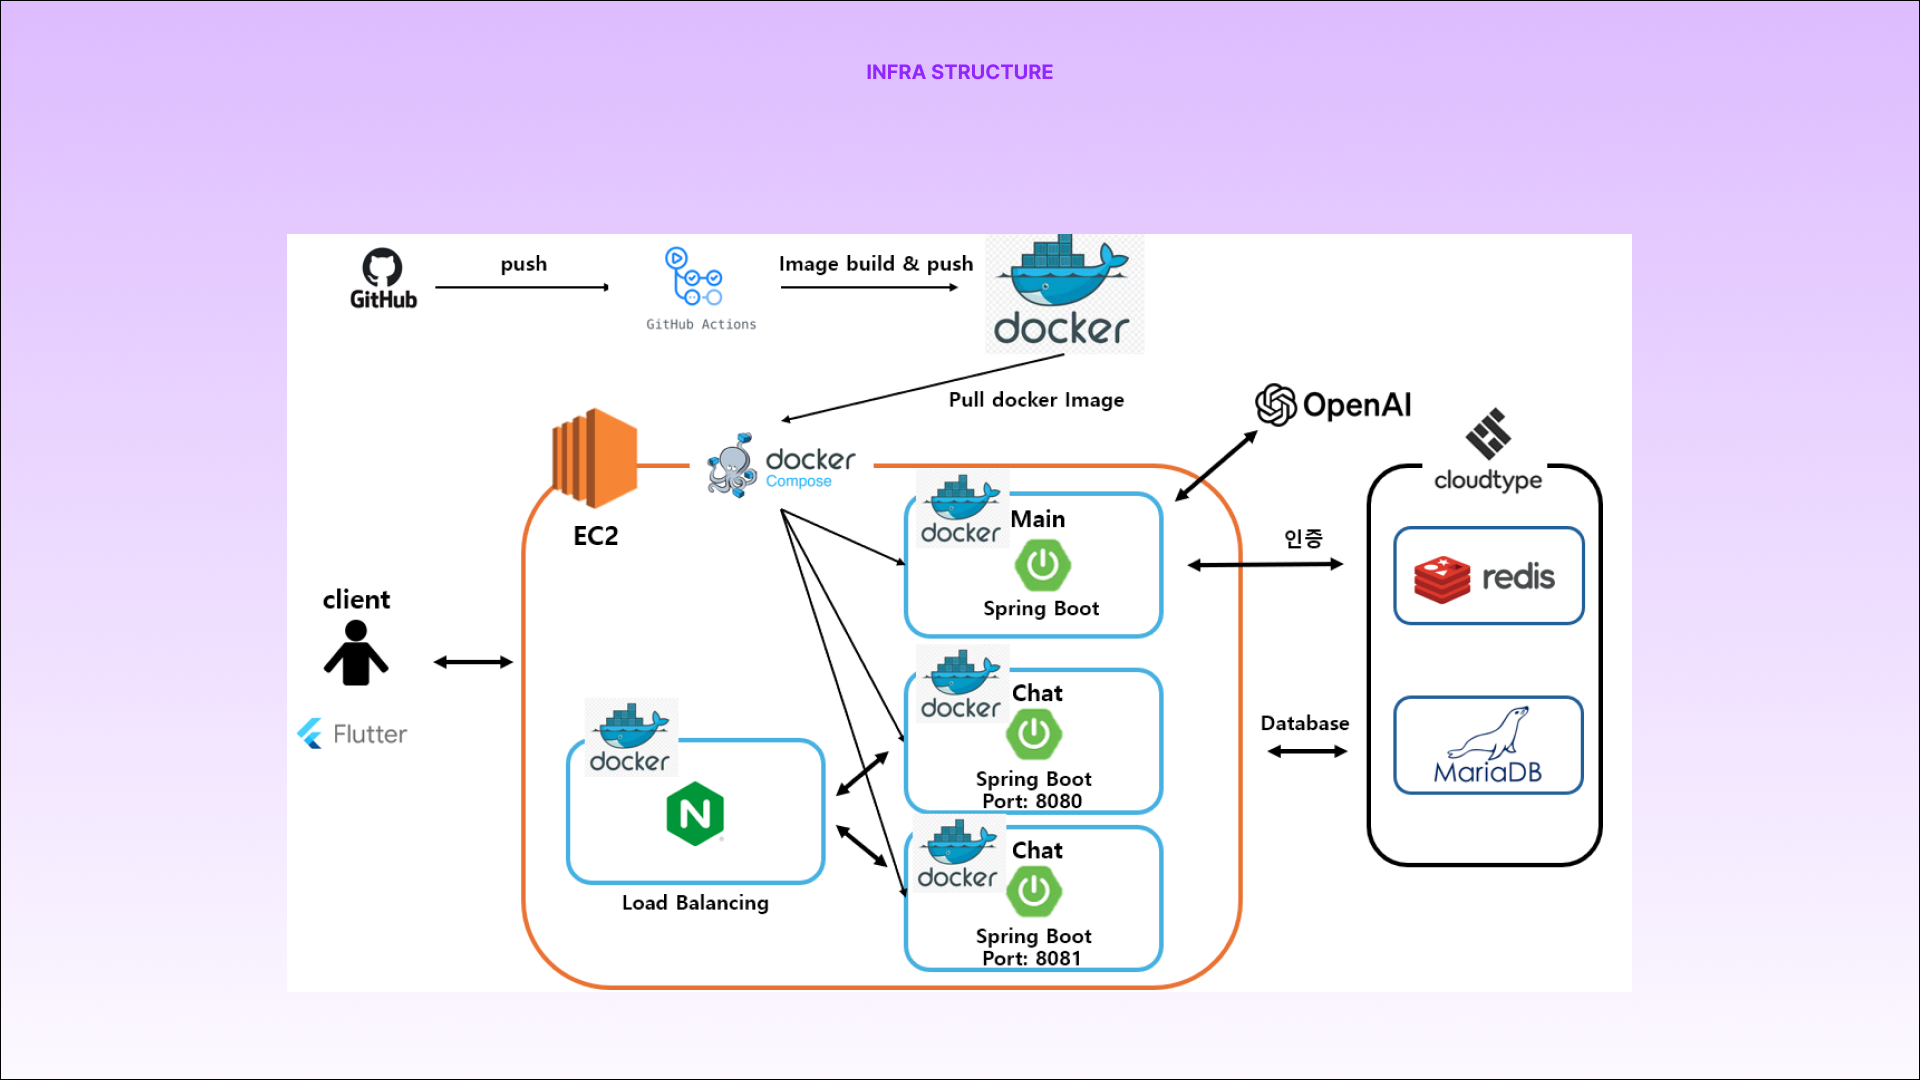 INFRA STRUCTURE
GitHub
push
GitHub Actions
Image build & push
docker
Pull docker Image
OpenAI
cloudtype
EC2
docker
Compose
docker
Main
Spring Boot
인증
redis
client
Flutter
docker
Chat
Spring Boot
Port: 8080
Database
MariaDB
docker
N
Load Balancing
docker
Chat
Spring Boot
Port: 8081